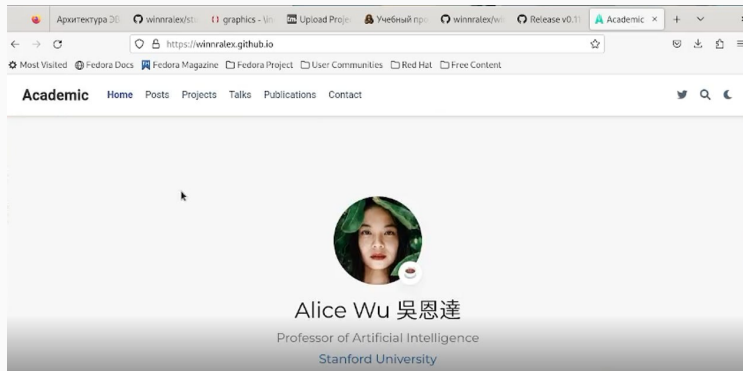 Архитектура ЭВ winnralex/st graphics - \in Upload Proje Учебный про winnralex/w Release v0.1 Academic
https://winnralex.github.io
Most Visited Fedora Docs Fedora Magazine Fedora Project User Communities Red Hat Free Content
Academic Home Posts Projects Talks Publications Contact
Alice Wu 吳恩達
Professor of Artificial Intelligence
Stanford University